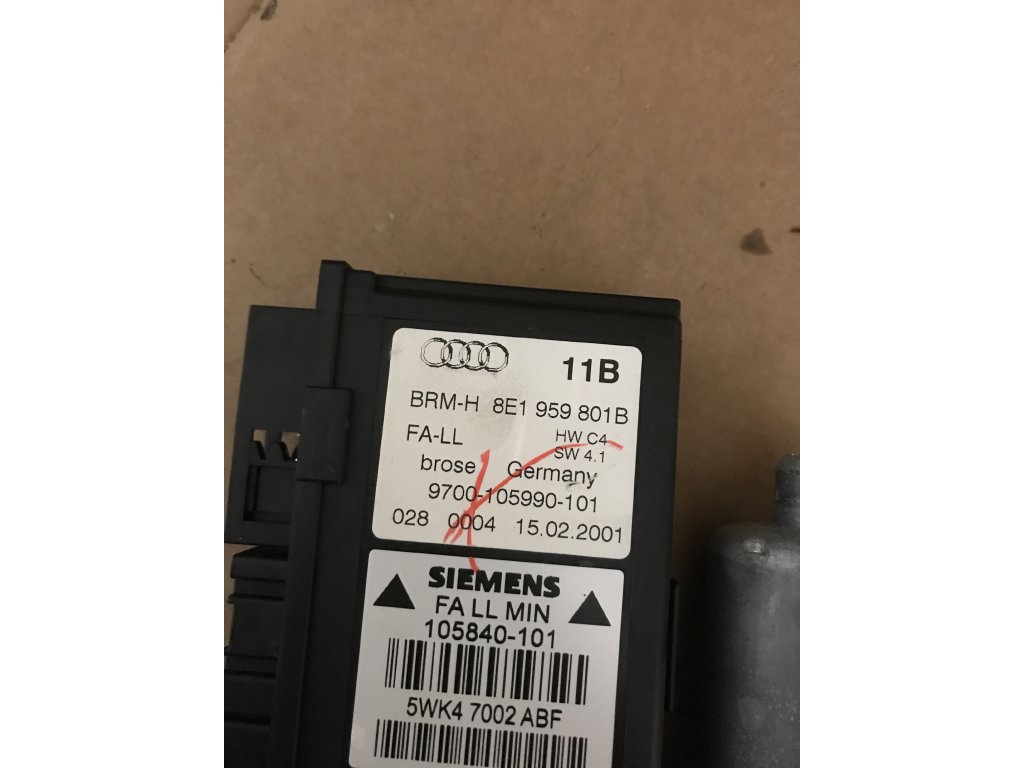 11B
BRM-H 8E1 959 801B
FA-LL HW C4
SW 4.1
brose Germany
9700-105990-101
028 0004 15.02.2001
SIEMENS
FA LL MIN
105840-101
5WK4 7002 ABF